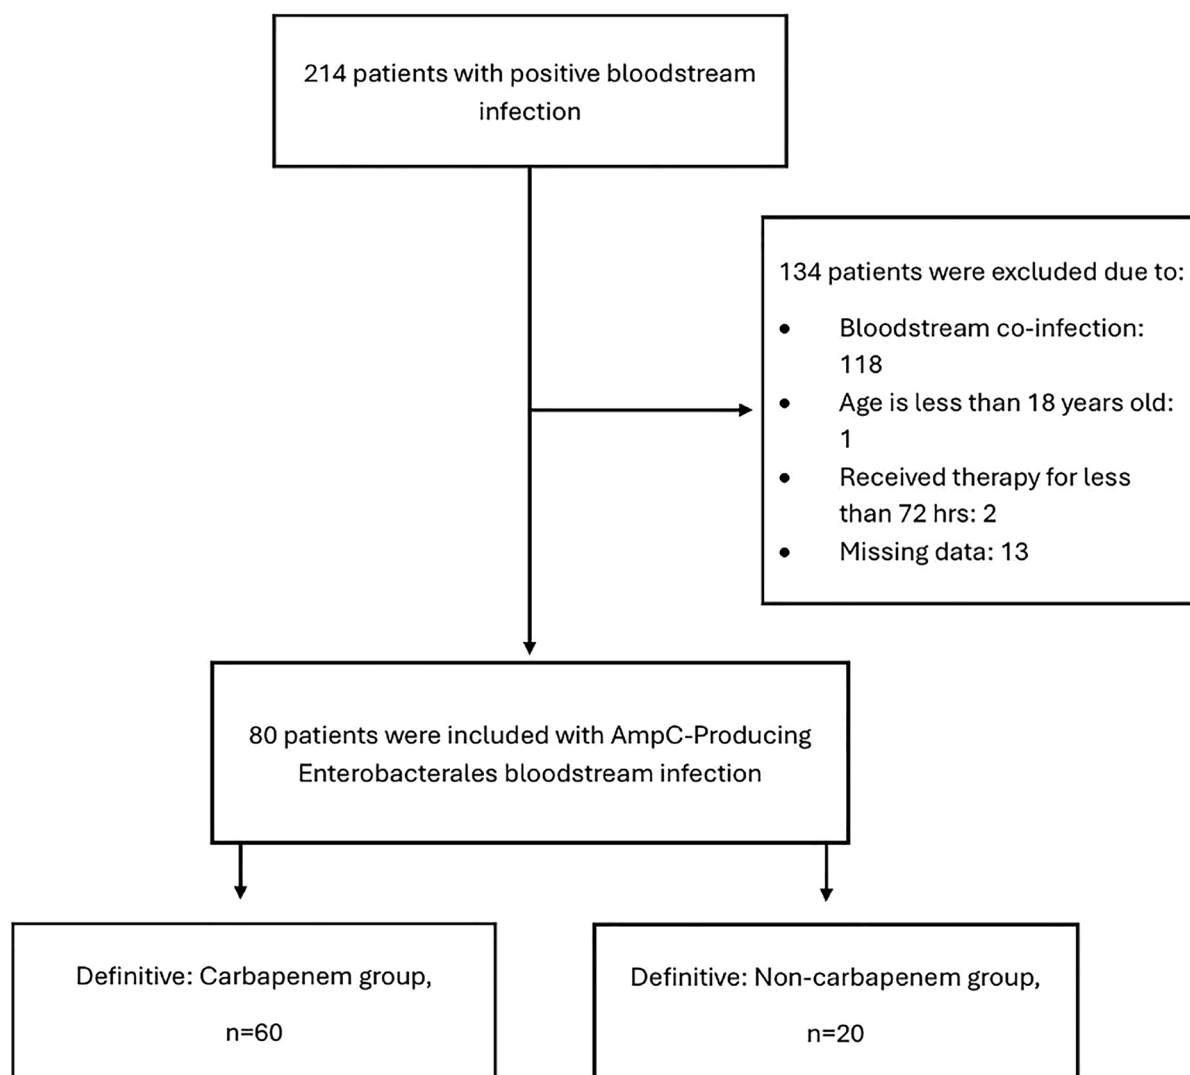 214 patients with positive bloodstream
infection
134 patients were excluded due to:
• Bloodstream co-infection:
118
• Age is less than 18 years old:
1
• Received therapy for less
than 72 hrs: 2
• Missing data: 13
80 patients were included with AmpC-Producing
Enterobacterales bloodstream infection
Definitive: Carbapenem group,
n=60
Definitive: Non-carbapenem group,
n=20